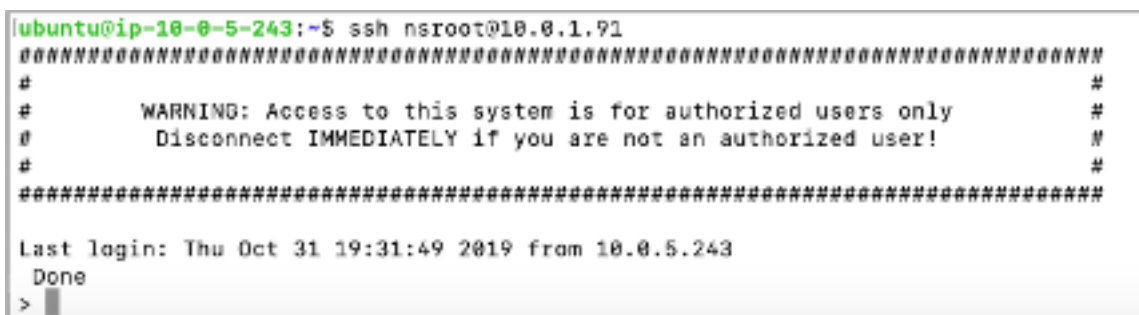 ubuntu@ip-10-0-5-243:~$ ssh nsroot@10.0.1.91
###############################################################################
#                                                                             #
#        WARNING: Access to this system is for authorized users only          #
#         Disconnect IMMEDIATELY if you are not an authorized user!           #
#                                                                             #
###############################################################################
Last login: Thu Oct 31 19:31:49 2019 from 10.0.5.243
 Done
>